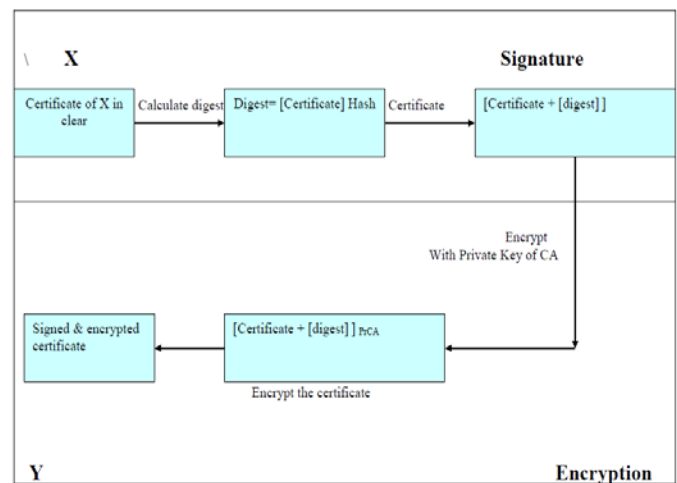 \ X Signature
Certificate of X in
clear
Calculate digest
Digest= [Certificate] Hash
Certificate
[Certificate + [digest] ]
Encrypt
With Private Key of CA
Signed & encrypted
certificate
[Certificate + [digest] ] PrCA
Encrypt the certificate
Y Encryption